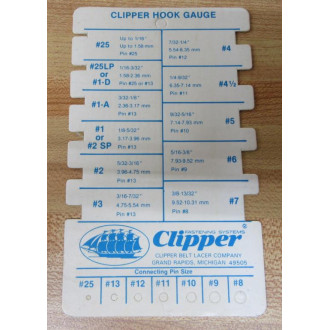 CLIPPER HOOK GAUGE
#25
Up to 1/16"
Up to 1.59 mm
Pin #25
#25LP
or
#1-D
1/16-3/32"
1.59-2.38 mm
Pin #25 or #13
#1-A
3/32-1/8"
2.38-3.17 mm
Pin #13
#1
or
#2 SP
1/8-5/32"
3.17-3.96 mm
Pin #13
#2
5/32-3/16"
3.96-4.75 mm
Pin #13
#3
3/16-7/32"
4.75-5.54 mm
Pin #13
7/32-1/4"
5.54-6.35 mm
Pin #12
#4
1/4-9/32"
6.35-7.14 mm
Pin #11
#4½
9/32-5/16"
7.14-7.93 mm
Pin #10
#5
5/16-3/8"
7.93-9.52 mm
Pin #9
#6
3/8-13/32"
9.52-10.31 mm
Pin #8
#7
FASTENING SYSTEMS
Clipper®
CLIPPER BELT LACER COMPANY
GRAND RAPIDS, MICHIGAN 49505
Connecting Pin Size
#25 #13 #12 #11 #10 #9 #8